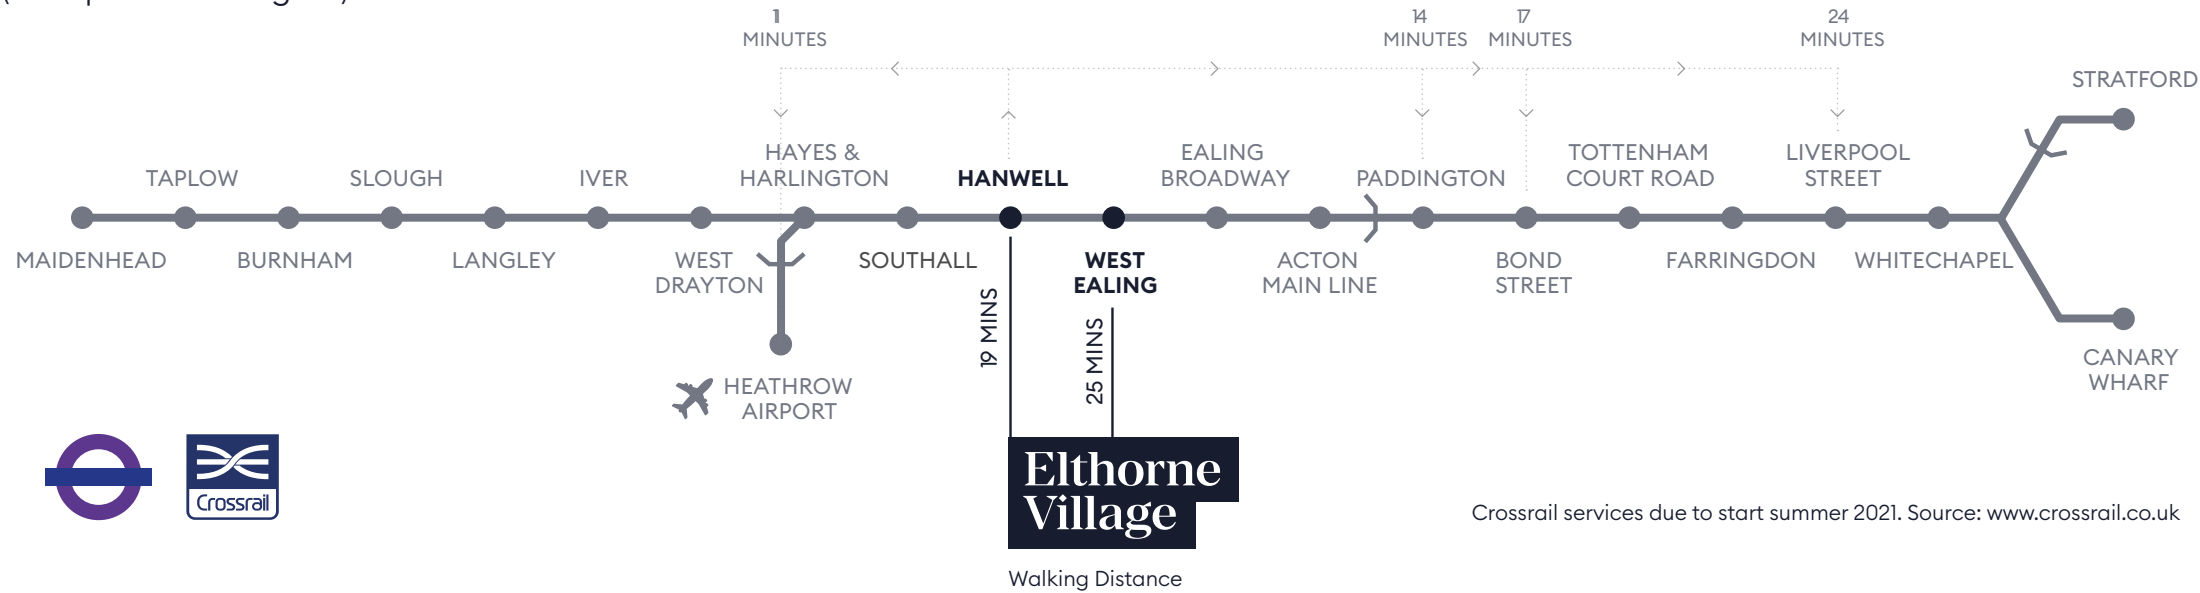 11
MINUTES
14
MINUTES
17
MINUTES
24
MINUTES
STRATFORD
TAPLOW
SLOUGH
IVER
HAYES &
HARLINGTON
HANWELL
EALING
BROADWAY
PADDINGTON
TOTTENHAM
COURT ROAD
LIVERPOOL
STREET
MAIDENHEAD
BURNHAM
LANGLEY
WEST
DRAYTON
SOUTHALL
WEST
EALING
ACTON
MAIN LINE
BOND
STREET
FARRINGDON
WHITECHAPEL
19 MINS
25 MINS
CANARY
WHARF
HEATHROW
AIRPORT
Crossrail
Elthorne
Village
Crossrail services due to start summer 2021. Source: www.crossrail.co.uk
Walking Distance